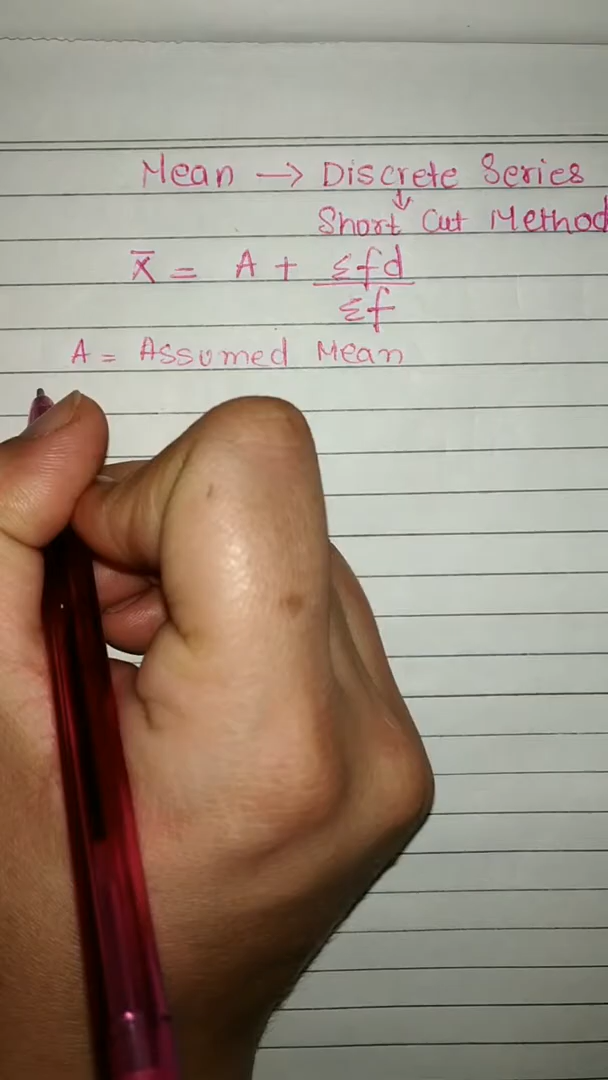 Mean → Discrete Series
↓
Short Cut Method
X̅ = A + Σfd / Σf
A = Assumed Mean